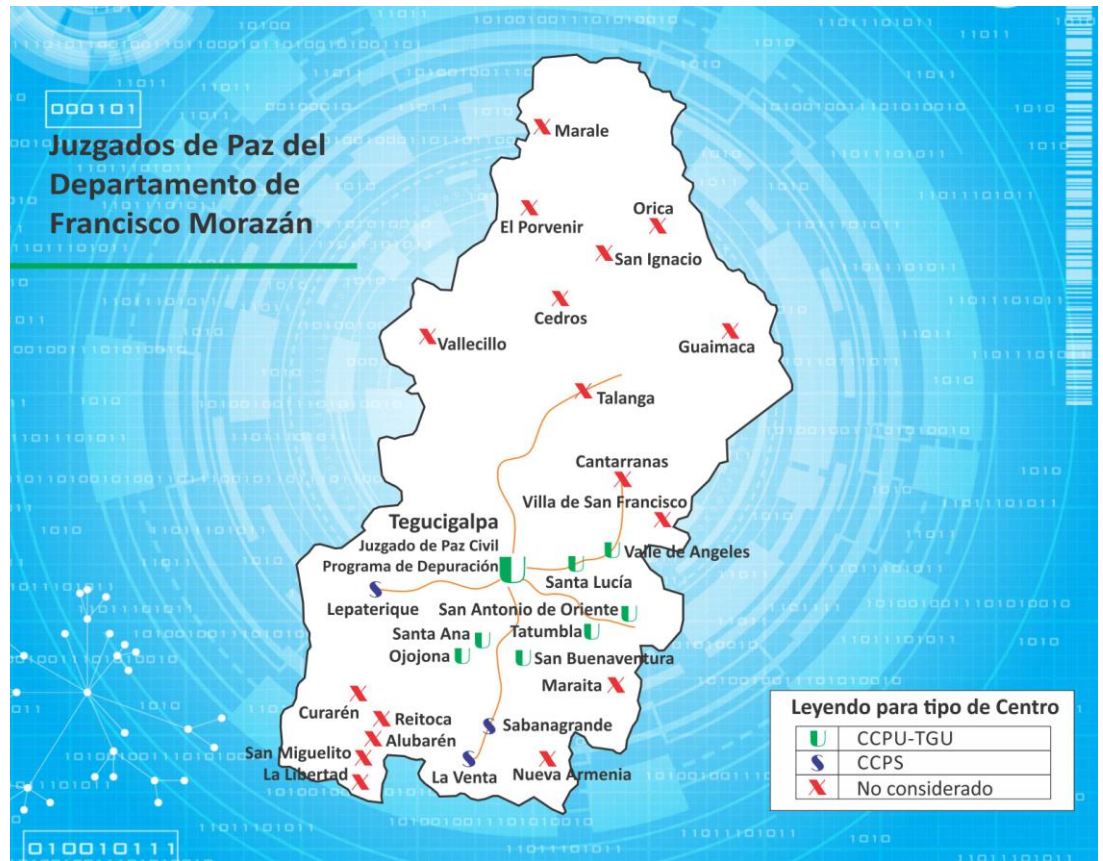 000101
Juzgados de Paz del
Departamento de
Francisco Morazán
Marale
El Porvenir
Orica
San Ignacio
Cedros
Vallecillo
Guaimaca
Talanga
Cantarranas
Villa de San Francisco
Tegucigalpa
Juzgado de Paz Civil
Programa de Depuración
Valle de Angeles
Santa Lucía
Lepaterique
San Antonio de Oriente
Santa Ana
Tatumbla
Ojojona
San Buenaventura
Maraita
Curarén
Reitoca
Sabanagrande
Alubarén
San Miguelito
La Libertad
La Venta
Nueva Armenia
Leyendo para tipo de Centro
U CCPU-TGU
S CCPS
X No considerado
010010111